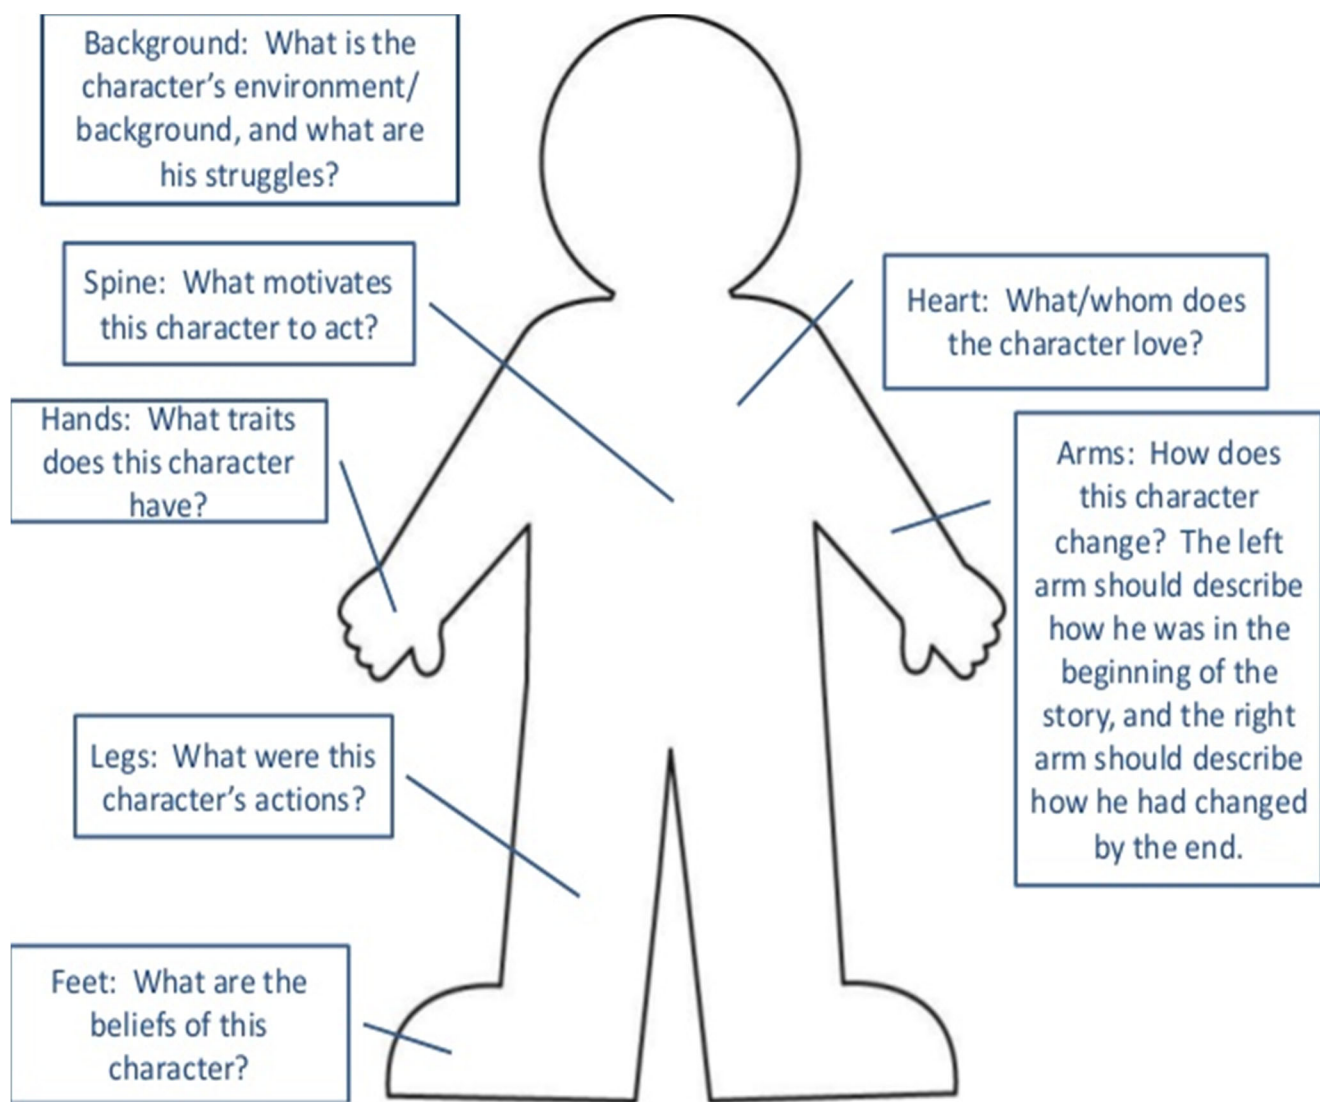 Background: What is the
character's environment/
background, and what are
his struggles?
Spine: What motivates
this character to act?
Heart: What/whom does
the character love?
Hands: What traits
does this character
have?
Arms: How does
this character
change? The left
arm should describe
how he was in the
beginning of the
story, and the right
arm should describe
how he had changed
by the end.
Legs: What were this
character's actions?
Feet: What are the
beliefs of this
character?